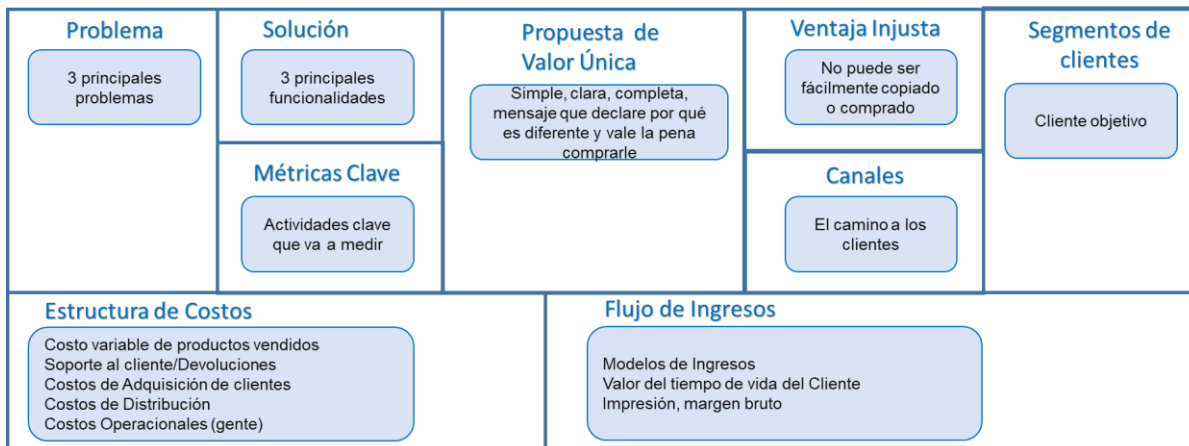 Problema
3 principales
problemas
Solución
3 principales
funcionalidades
Métricas Clave
Actividades clave
que va a medir
Propuesta de
Valor Única
Simple, clara, completa,
mensaje que declare por qué
es diferente y vale la pena
comprarle
Ventaja Injusta
No puede ser
fácilmente copiado
o comprado
Canales
El camino a los
clientes
Segmentos de
clientes
Cliente objetivo
Estructura de Costos
Costo variable de productos vendidos
Soporte al cliente/Devoluciones
Costos de Adquisición de clientes
Costos de Distribución
Costos Operacionales (gente)
Flujo de Ingresos
Modelos de Ingresos
Valor del tiempo de vida del Cliente
Impresión, margen bruto